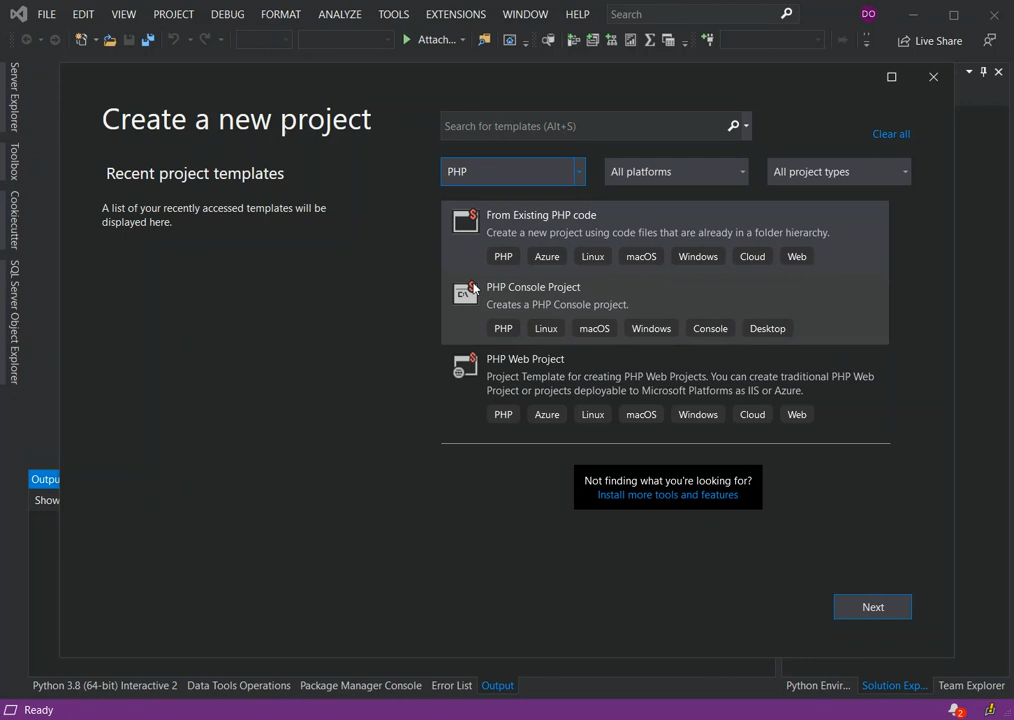 FILE EDIT VIEW PROJECT DEBUG FORMAT ANALYZE TOOLS EXTENSIONS WINDOW HELP Search DO
Attach... Live Share
Server Explorer
Toolbox
Cookiecutter
SQL Server Object Explorer
Create a new project
Search for templates (Alt+S)
Clear all
Recent project templates
PHP All platforms All project types
A list of your recently accessed templates will be
displayed here.
From Existing PHP code
Create a new project using code files that are already in a folder hierarchy.
PHP Azure Linux macOS Windows Cloud Web
PHP Console Project
Creates a PHP Console project.
PHP Linux macOS Windows Console Desktop
PHP Web Project
Project Template for creating PHP Web Projects. You can create traditional PHP Web
Project or projects deployable to Microsoft Platforms as IIS or Azure.
PHP Azure Linux macOS Windows Cloud Web
Not finding what you're looking for?
Install more tools and features
Outpu
Show
Next
Python 3.8 (64-bit) Interactive 2 Data Tools Operations Package Manager Console Error List Output Python Envir... Solution Exp... Team Explorer
Ready 2